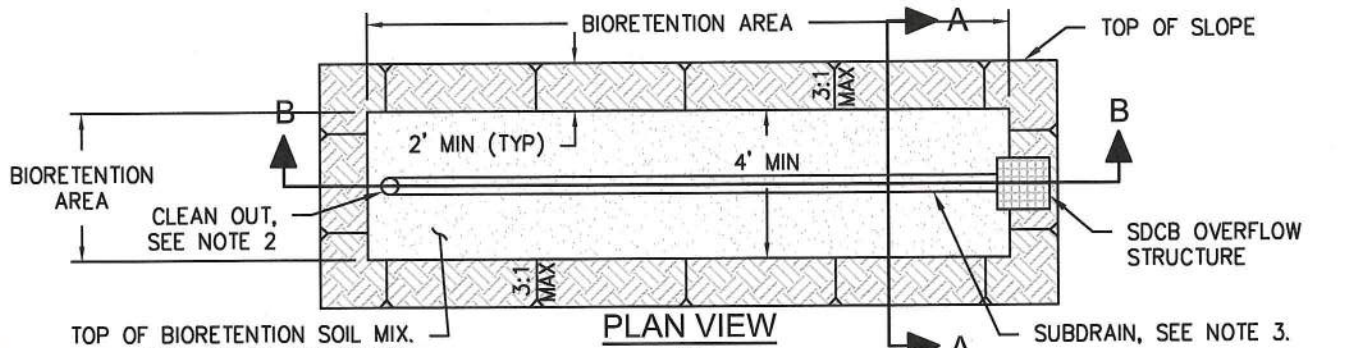 BIORETENTION AREA
A
TOP OF SLOPE
3:1
MAX
B
B
2' MIN (TYP)
4' MIN
BIORETENTION
AREA
CLEAN OUT,
SEE NOTE 2
SDCB OVERFLOW
STRUCTURE
3:1
MAX
TOP OF BIORETENTION SOIL MIX.
PLAN VIEW
SUBDRAIN, SEE NOTE 3.
A